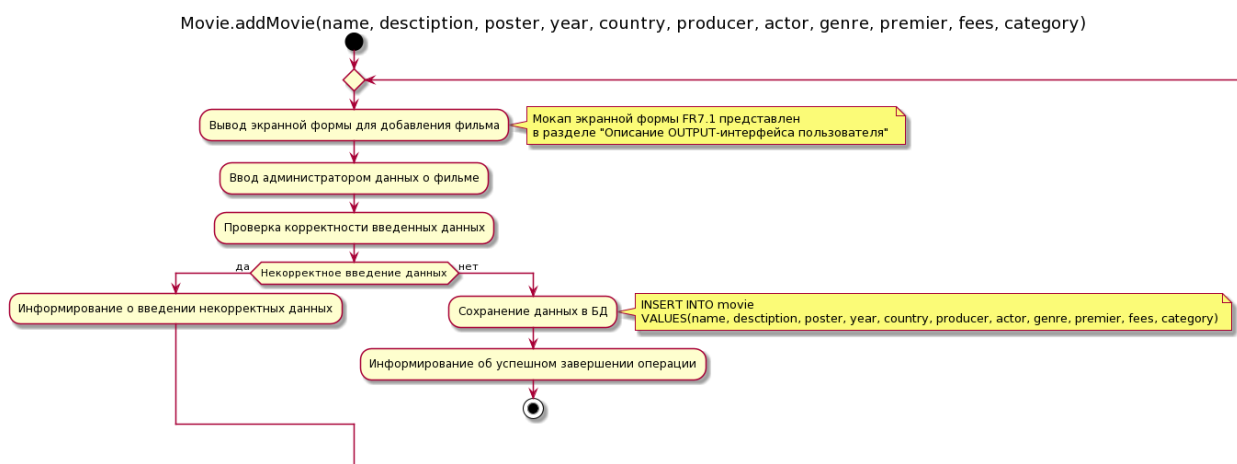 Movie.addMovie(name, desctiption, poster, year, country, producer, actor, genre, premier, fees, category)
Вывод экранной формы для добавления фильма
Мокап экранной формы FR7.1 представлен
в разделе "Описание OUTPUT-интерфейса пользователя"
Ввод администратором данных о фильме
Проверка корректности введенных данных
да
Некорректное введение данных
нет
Информирование о введении некорректных данных
Сохранение данных в БД
INSERT INTO movie
VALUES(name, desctiption, poster, year, country, producer, actor, genre, premier, fees, category)
Информирование об успешном завершении операции